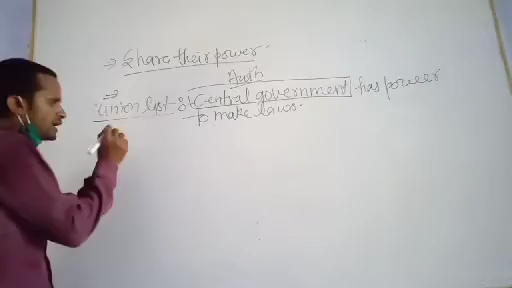 → Share their power.
Auth
→ Union list → Central government has power
to make laws.